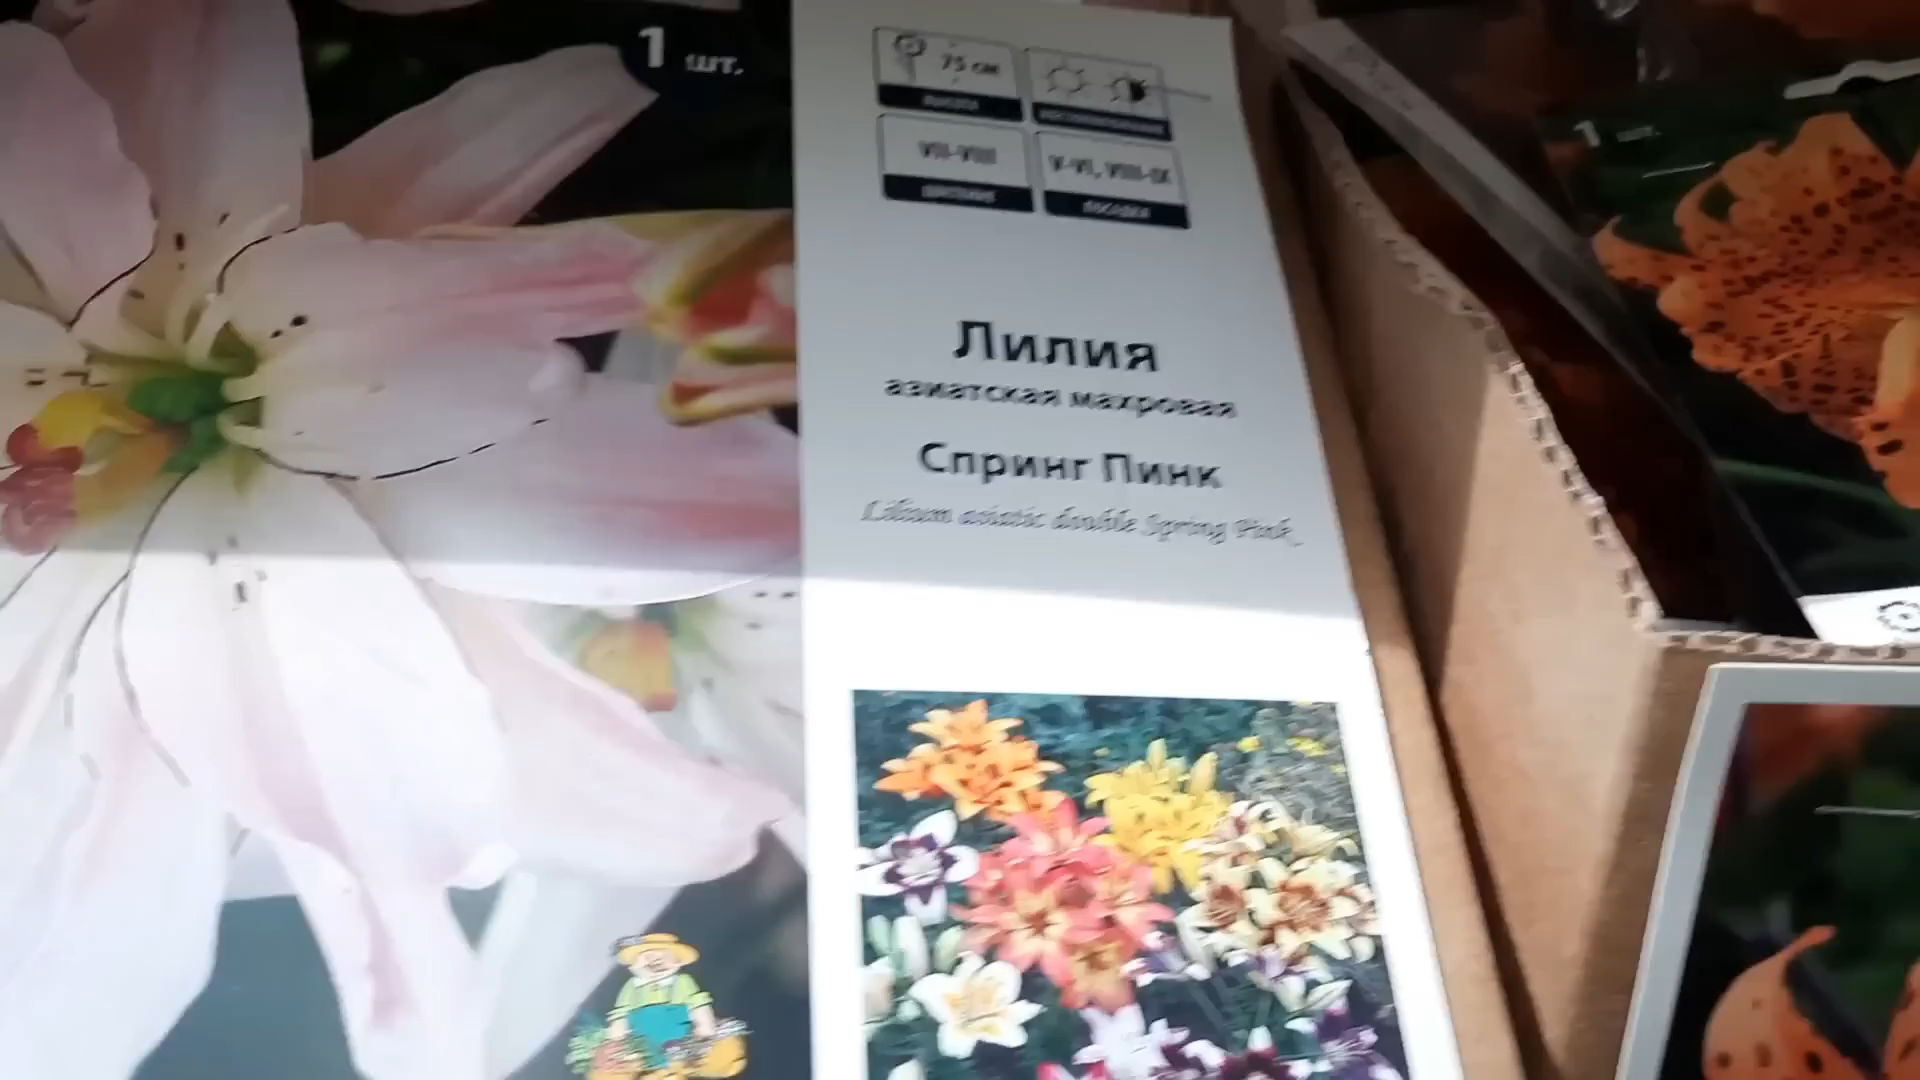 1 шт.
75 см
высота
VII-VIII
V-VI, VIII-IX
цветение
посадка
Лилия
азиатская махровая
Спринг Пинк
Lilium asiatic double Spring Pink
1 шт.